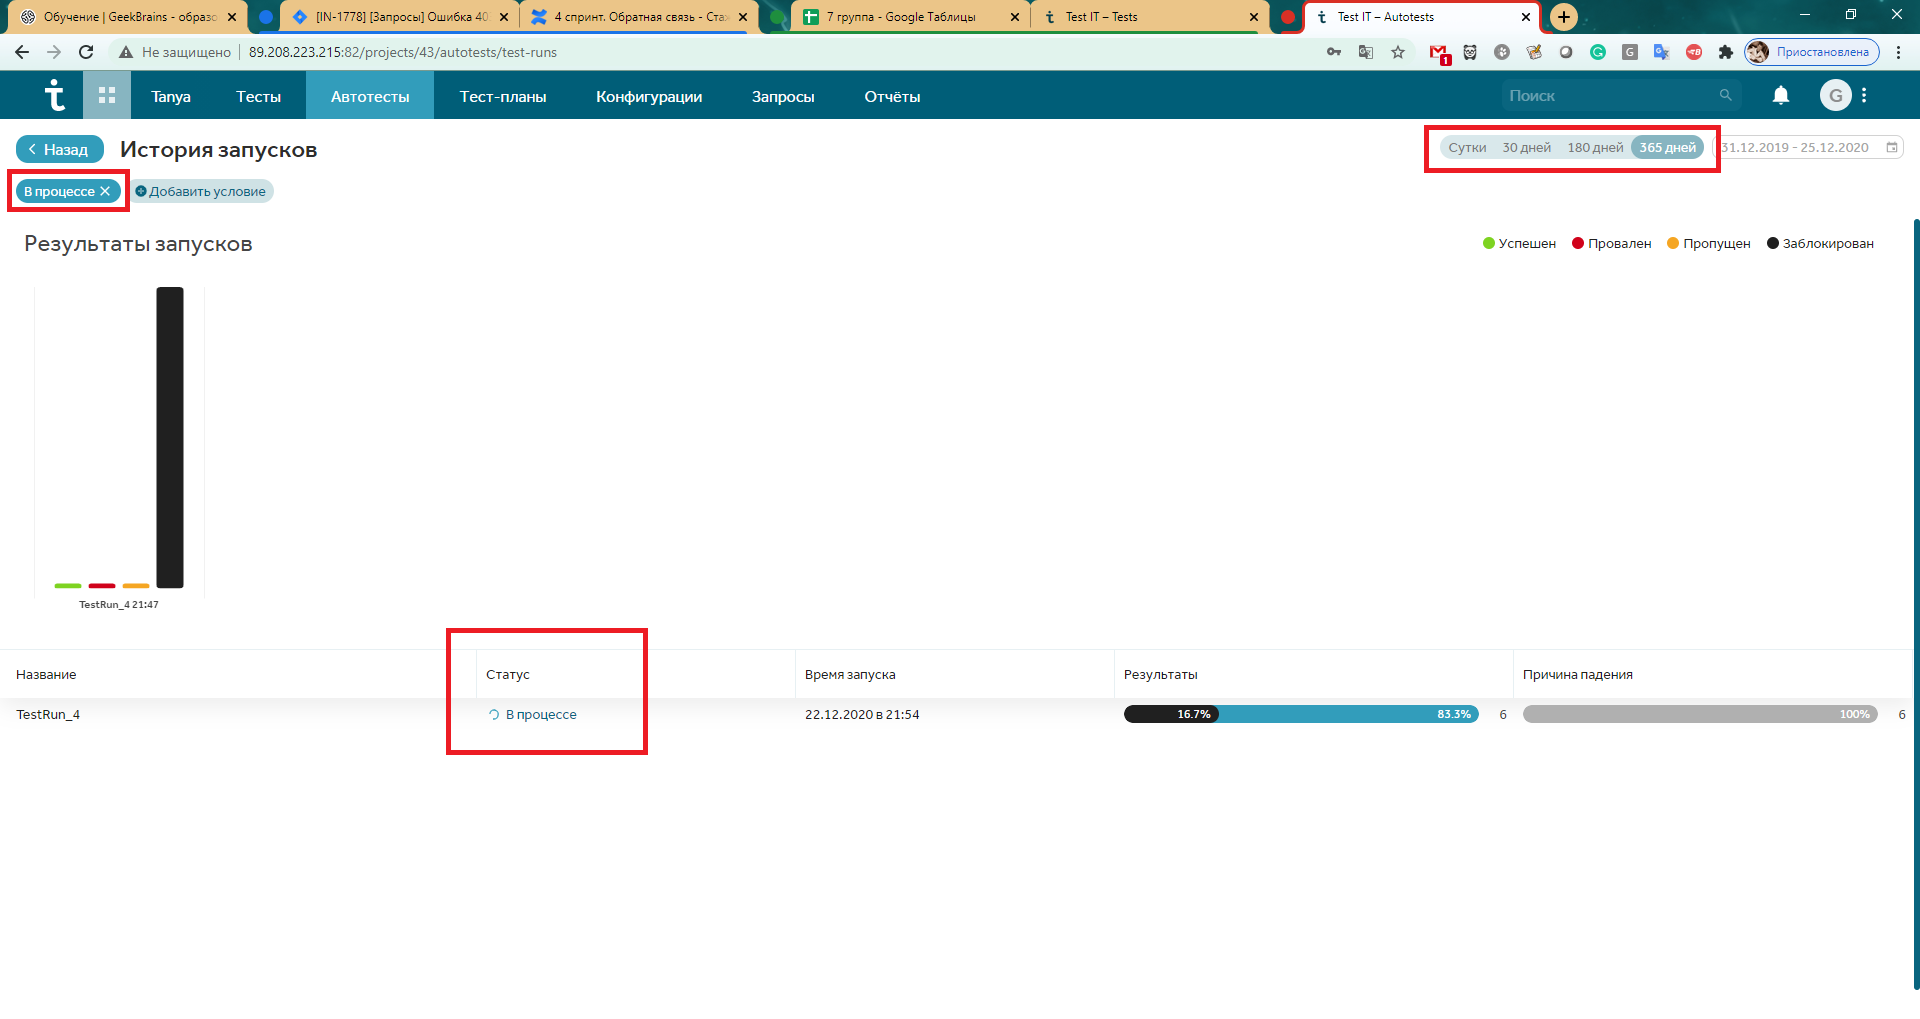 Обучение | GeekBrains - образо
[IN-1778] [Запросы] Ошибка 40
4 спринт. Обратная связь - Ста
7 группа - Google Таблицы
Test IT – Tests
Test IT – Autotests
Не защищено
89.208.223.215:82/projects/43/autotests/test-runs
1
Приостановлена
Tanya
Тесты
Автотесты
Тест-планы
Конфигурации
Запросы
Отчёты
Поиск
G
Назад
История запусков
Сутки
30 дней
180 дней
365 дней
31.12.2019 - 25.12.2020
В процессе
Добавить условие
Результаты запусков
Успешен
Провален
Пропущен
Заблокирован
TestRun_4 21:47
Название
Статус
Время запуска
Результаты
Причина падения
TestRun_4
В процессе
22.12.2020 в 21:54
16.7%
83.3%
6
100%
6